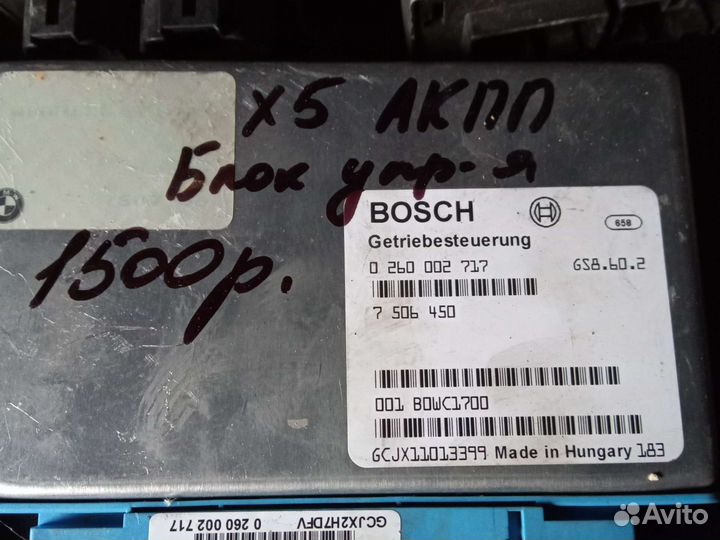 X5 АКПП
Блок упр-я
1500р.
BOSCH
658
Getriebesteuerung
0 260 002 717 GS8.60.2
7 506 450
001 BOWC1700
GCJX11013399 Made in Hungary 183
GCJX2H7DFV 0 260 002 717
Avito